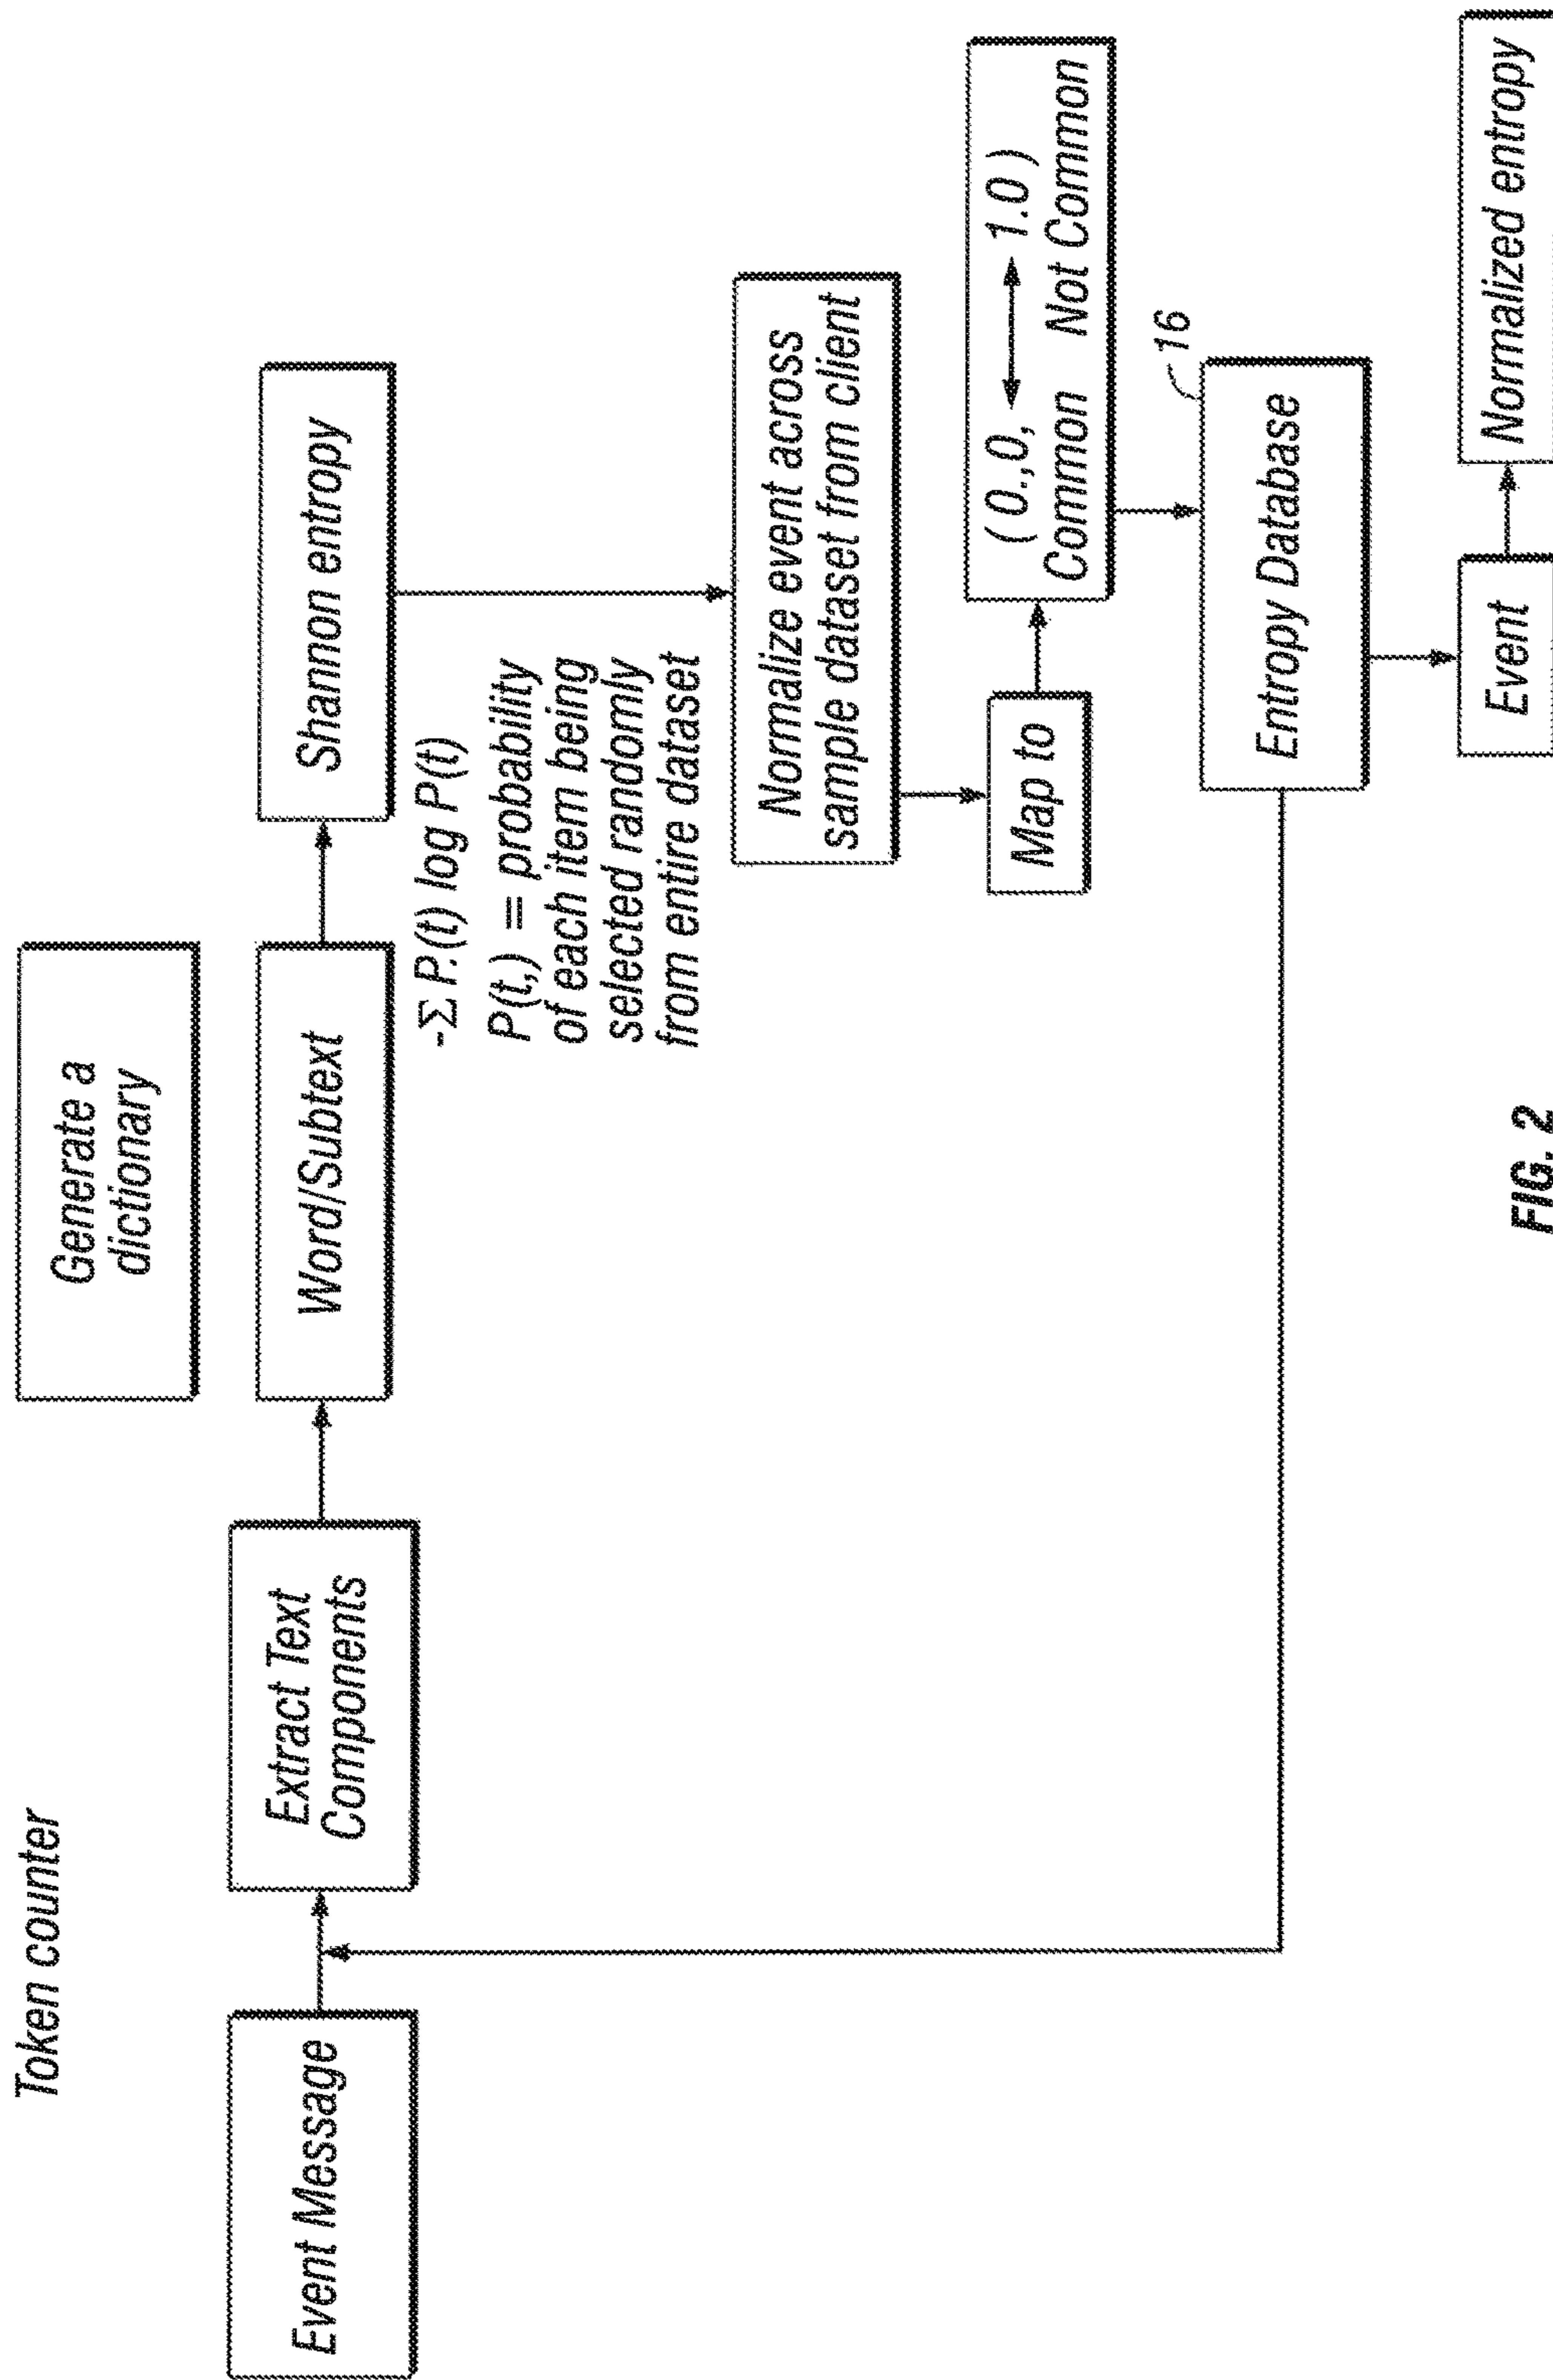 Token counter
Generate a
dictionary
Event Message
Extract Text
Components
Word/Subtext
Shannon entropy
-Σ P.(t) log P(t)
P(t,) = probability
of each item being
selected randomly
from entire dataset
Normalize event across
sample dataset from client
Map to
( 0.,0, 1.0 )
Common Not Common
16
Entropy Database
Event
Normalized entropy
FIG. 2